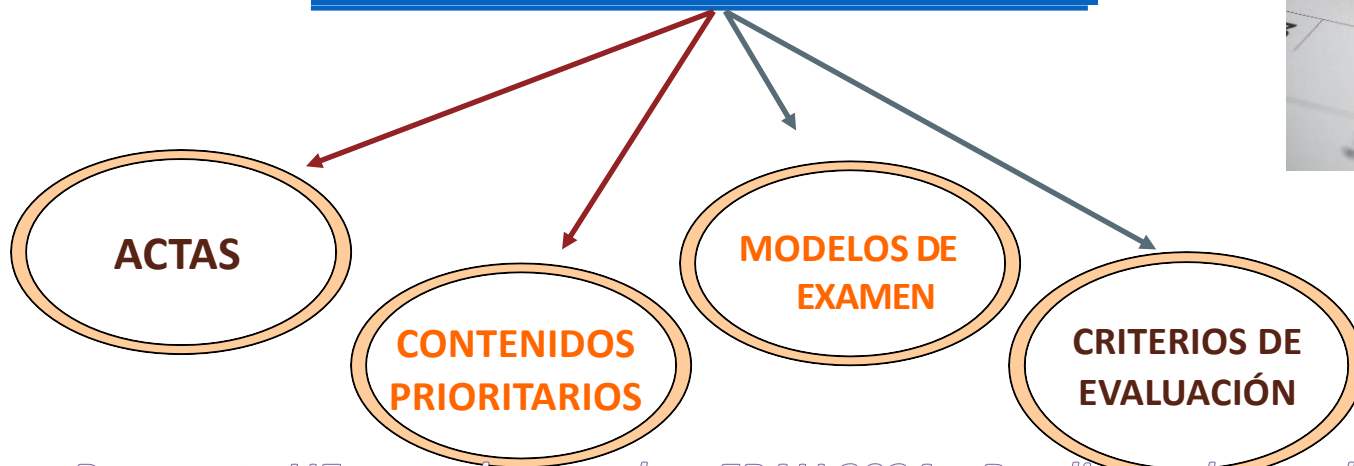 ACTAS
MODELOS DE
EXAMEN
CONTENIDOS
PRIORITARIOS
CRITERIOS DE
EVALUACIÓN